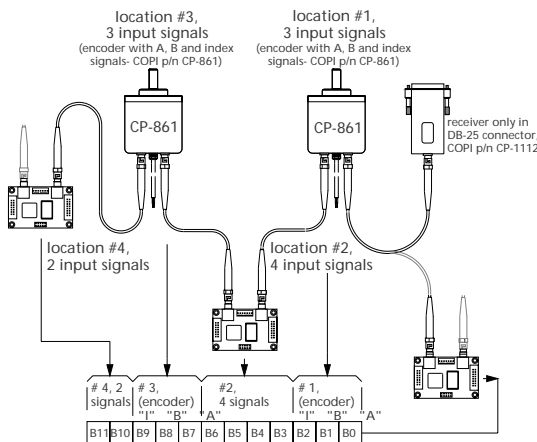 location #3,
3 input signals
(encoder with A, B and index
signals- COPI p/n CP-861)
location #1,
3 input signals
(encoder with A, B and index
signals- COPI p/n CP-861)
CP-861
CP-861
receiver only in
DB-25 connector,
COPI p/n CP-1112
location #4,
2 input signals
location #2,
4 input signals
# 4, 2
signals)
# 3,
(encoder)
"I" "B" "A"
#2,
4 signals
# 1,
(encoder)
"I" "B" "A"
B11 B10 B9 B8 B7 B6 B5 B4 B3 B2 B1 B0